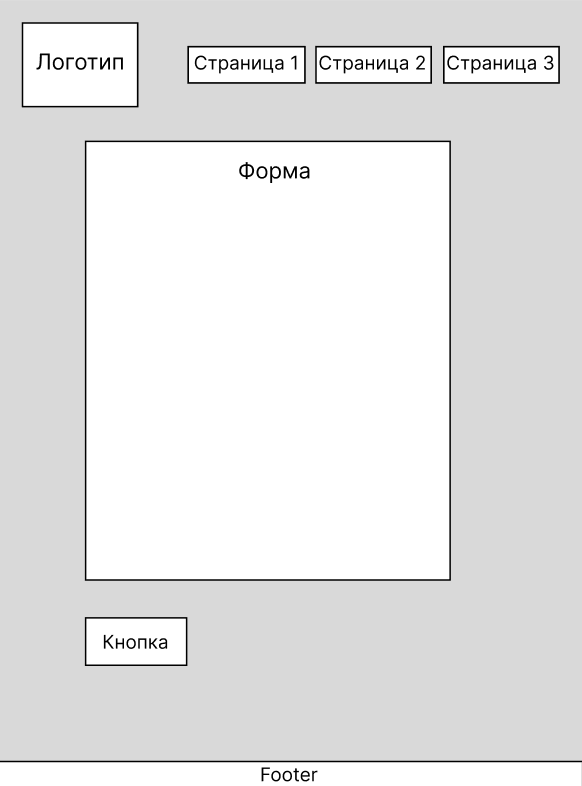 Логотип
Страница 1
Страница 2
Страница 3
Форма
Кнопка
Footer